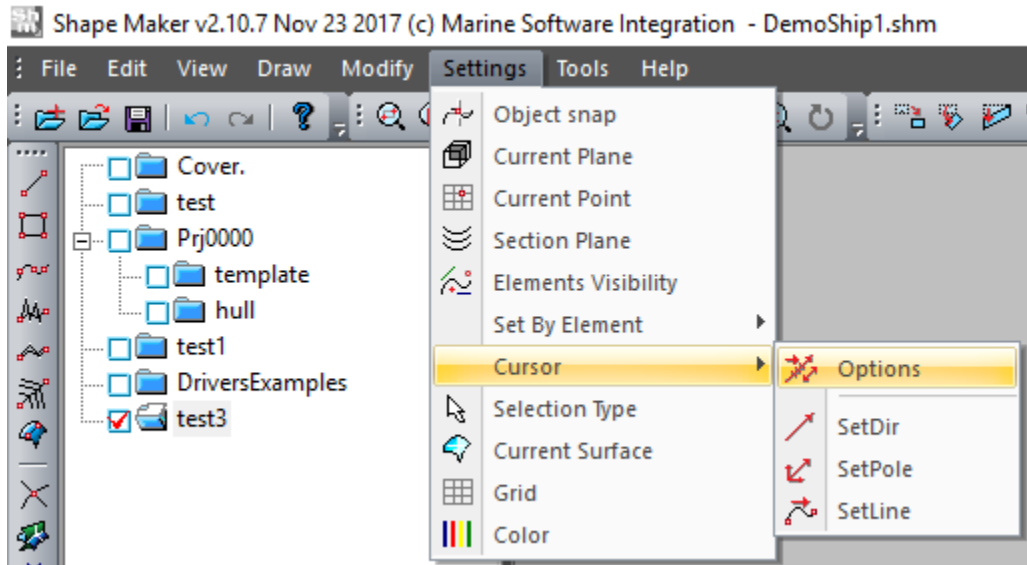 Shape Maker v2.10.7 Nov 23 2017 (c) Marine Software Integration - DemoShip1.shm
File Edit View Draw Modify Settings Tools Help
Object snap
Current Plane
Current Point
Section Plane
Elements Visibility
Set By Element
Cursor
Selection Type
Current Surface
Grid
Color
Options
SetDir
SetPole
SetLine
Cover.
test
Prj0000
template
hull
test1
DriversExamples
test3